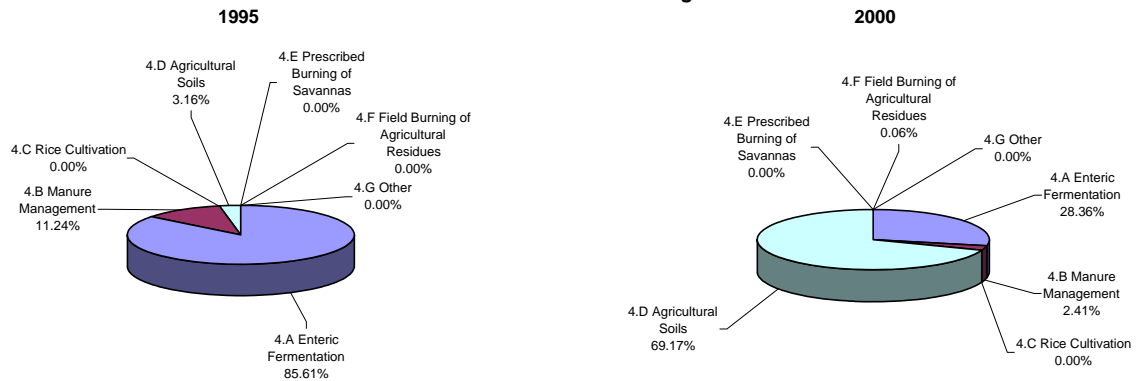 1995
4.E Prescribed
Burning of
Savannas
0.00%
4.D Agricultural
Soils
3.16%
4.F Field Burning of
Agricultural
Residues
0.00%
4.C Rice Cultivation
0.00%
4.G Other
0.00%
4.B Manure
Management
11.24%
4.A Enteric
Fermentation
85.61%
2000
4.F Field Burning of
Agricultural
Residues
0.06%
4.E Prescribed
Burning of
Savannas
0.00%
4.G Other
0.00%
4.A Enteric
Fermentation
28.36%
4.B Manure
Management
2.41%
4.D Agricultural
Soils
69.17%
4.C Rice Cultivation
0.00%